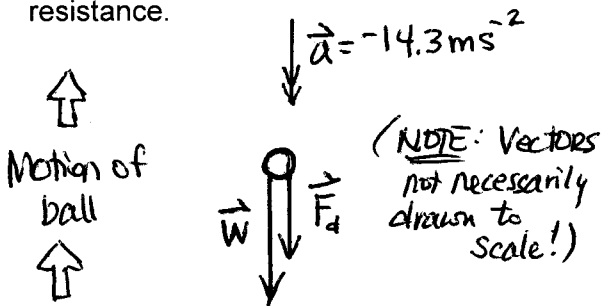 resistance.
a⃗ = -14.3 ms⁻²
Motion of
ball
(NOTE: Vectors
not necessarily
drawn to
scale!)
W⃗
F⃗d